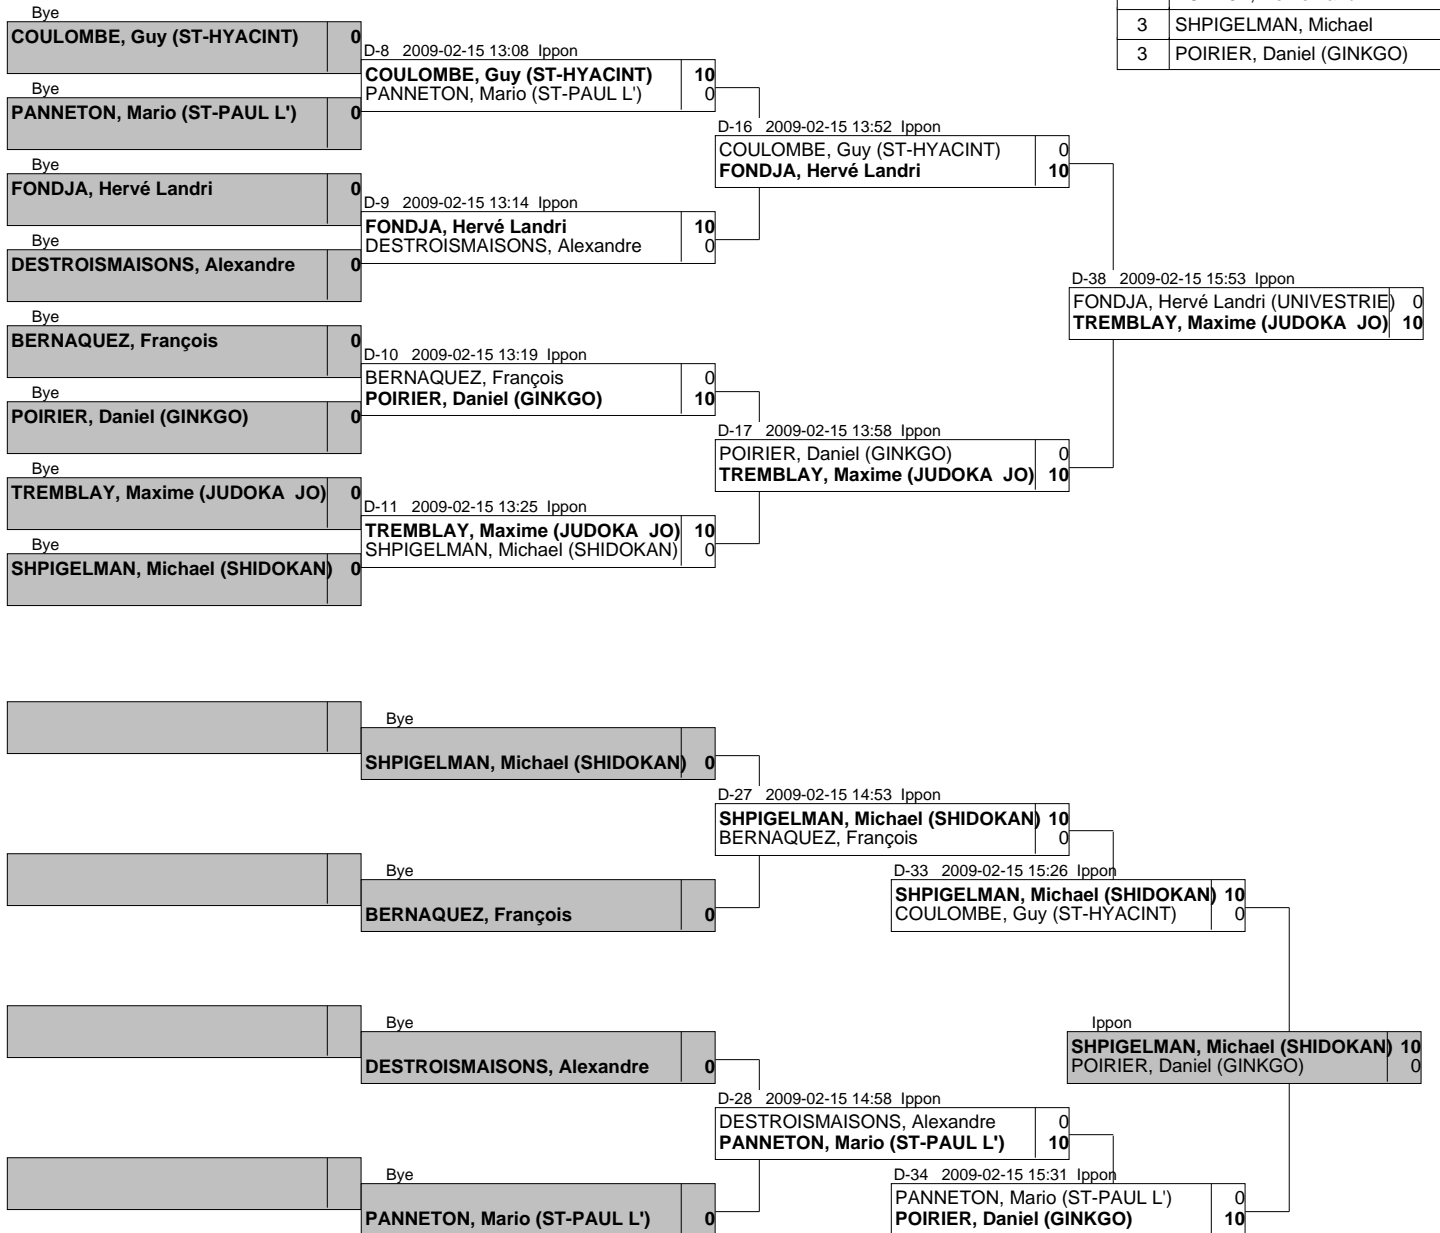 Bye
COULOMBE, Guy (ST-HYACINT) 0
Bye
PANNETON, Mario (ST-PAUL L') 0
Bye
FONDJA, Hervé Landri 0
Bye
DESTROISMAISONS, Alexandre 0
Bye
BERNAQUEZ, François 0
Bye
POIRIER, Daniel (GINKGO) 0
Bye
TREMBLAY, Maxime (JUDOKA JO) 0
Bye
SHPIGELMAN, Michael (SHIDOKAN) 0
D-8 2009-02-15 13:08 Ippon
COULOMBE, Guy (ST-HYACINT) 10
PANNETON, Mario (ST-PAUL L') 0
D-9 2009-02-15 13:14 Ippon
FONDJA, Hervé Landri 10
DESTROISMAISONS, Alexandre 0
D-10 2009-02-15 13:19 Ippon
BERNAQUEZ, François 0
POIRIER, Daniel (GINKGO) 10
D-11 2009-02-15 13:25 Ippon
TREMBLAY, Maxime (JUDOKA JO) 10
SHPIGELMAN, Michael (SHIDOKAN) 0
D-16 2009-02-15 13:52 Ippon
COULOMBE, Guy (ST-HYACINT) 0
FONDJA, Hervé Landri 10
D-17 2009-02-15 13:58 Ippon
POIRIER, Daniel (GINKGO) 0
TREMBLAY, Maxime (JUDOKA JO) 10
D-38 2009-02-15 15:53 Ippon
FONDJA, Hervé Landri (UNIVESTRIE) 0
TREMBLAY, Maxime (JUDOKA JO) 10
3 SHPIGELMAN, Michael
3 POIRIER, Daniel (GINKGO)
Bye
SHPIGELMAN, Michael (SHIDOKAN) 0
Bye
BERNAQUEZ, François 0
Bye
DESTROISMAISONS, Alexandre 0
Bye
PANNETON, Mario (ST-PAUL L') 0
D-27 2009-02-15 14:53 Ippon
SHPIGELMAN, Michael (SHIDOKAN) 10
BERNAQUEZ, François 0
D-28 2009-02-15 14:58 Ippon
DESTROISMAISONS, Alexandre 0
PANNETON, Mario (ST-PAUL L') 10
D-33 2009-02-15 15:26 Ippon
SHPIGELMAN, Michael (SHIDOKAN) 10
COULOMBE, Guy (ST-HYACINT) 0
D-34 2009-02-15 15:31 Ippon
PANNETON, Mario (ST-PAUL L') 0
POIRIER, Daniel (GINKGO) 10
Ippon
SHPIGELMAN, Michael (SHIDOKAN) 10
POIRIER, Daniel (GINKGO) 0